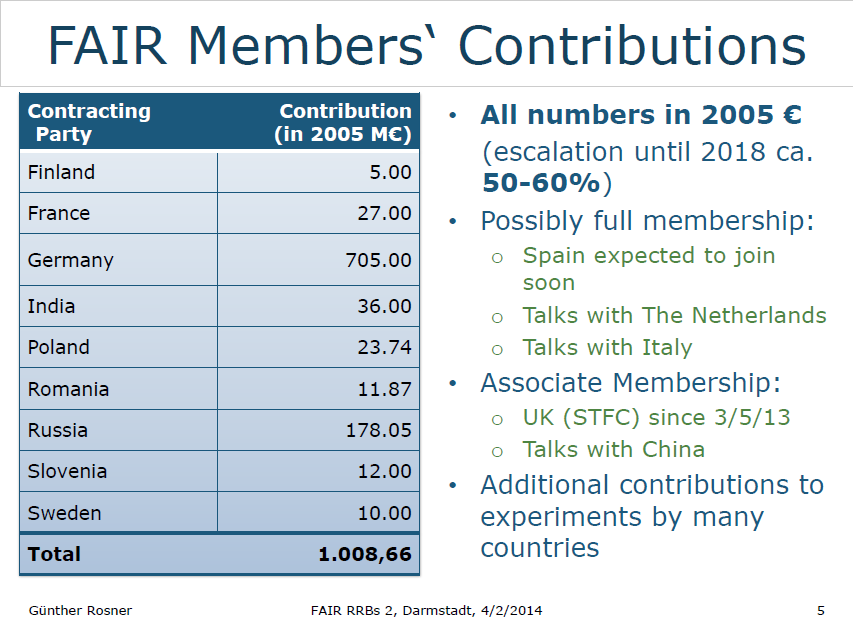 FAIR Members‘ Contributions
Contracting Contribution
Party (in 2005 M€)
Finland 5.00
France 27.00
Germany 705.00
India 36.00
Poland 23.74
Romania 11.87
Russia 178.05
Slovenia 12.00
Sweden 10.00
Total 1.008,66
• All numbers in 2005 €
(escalation until 2018 ca.
50-60%)
• Possibly full membership:
o Spain expected to join
soon
o Talks with The Netherlands
o Talks with Italy
• Associate Membership:
o UK (STFC) since 3/5/13
o Talks with China
• Additional contributions to
experiments by many
countries
Günther Rosner FAIR RRBs 2, Darmstadt, 4/2/2014 5